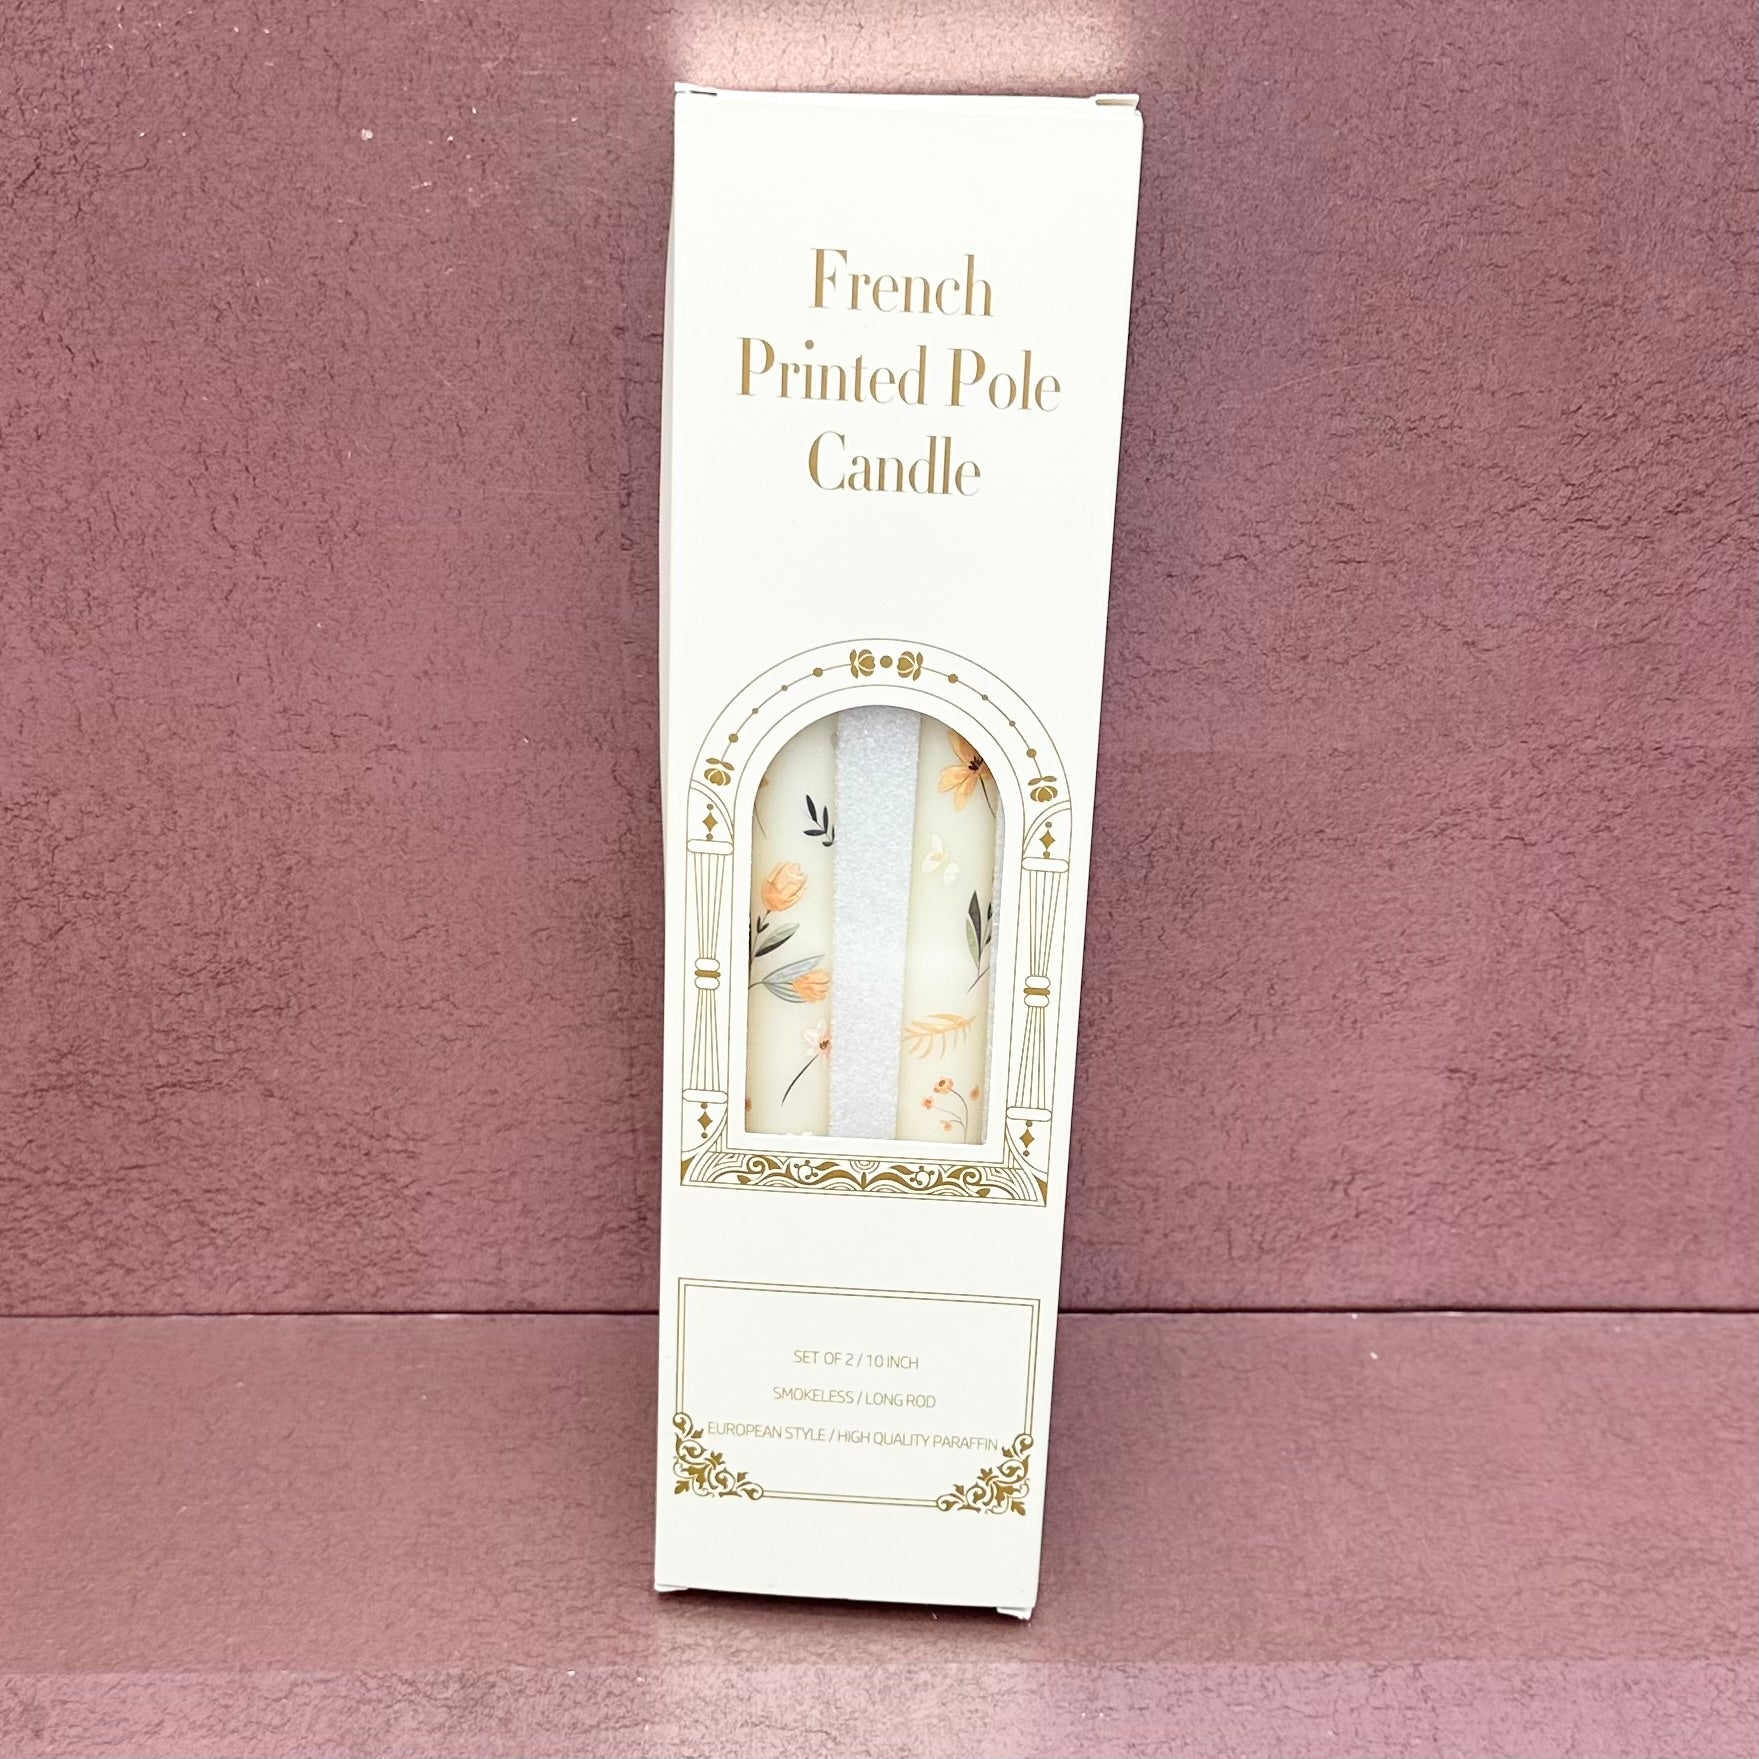 French
Printed Pole
Candle
SET OF 2 / 10 INCH
SMOKELESS / LONG ROD
EUROPEAN STYLE / HIGH QUALITY PARAFFIN